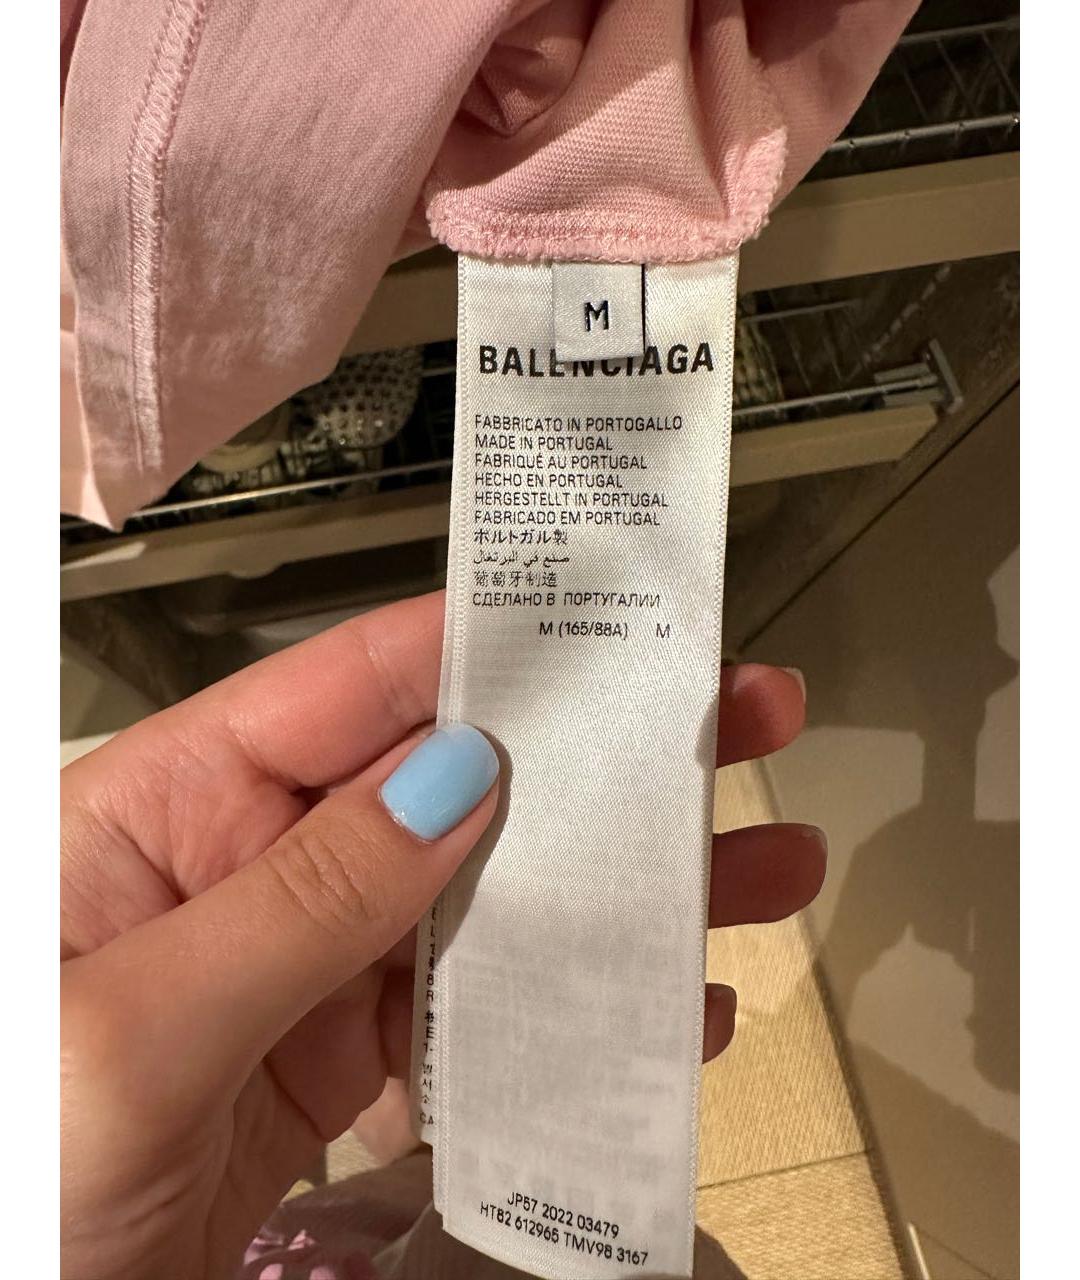 M
BALENCIAGA
FABBRICATO IN PORTOGALLO
MADE IN PORTUGAL
FABRIQUÉ AU PORTUGAL
HECHO EN PORTUGAL
HERGESTELLT IN PORTUGAL
FABRICADO EM PORTUGAL
ポルトガル製
صنع في البرتغال
葡萄牙制造
СДЕЛАНО В ПОРТУГАЛИИ
M (165/88A) M
JP57 2022 03479
HT82 612965 TMV98 3167